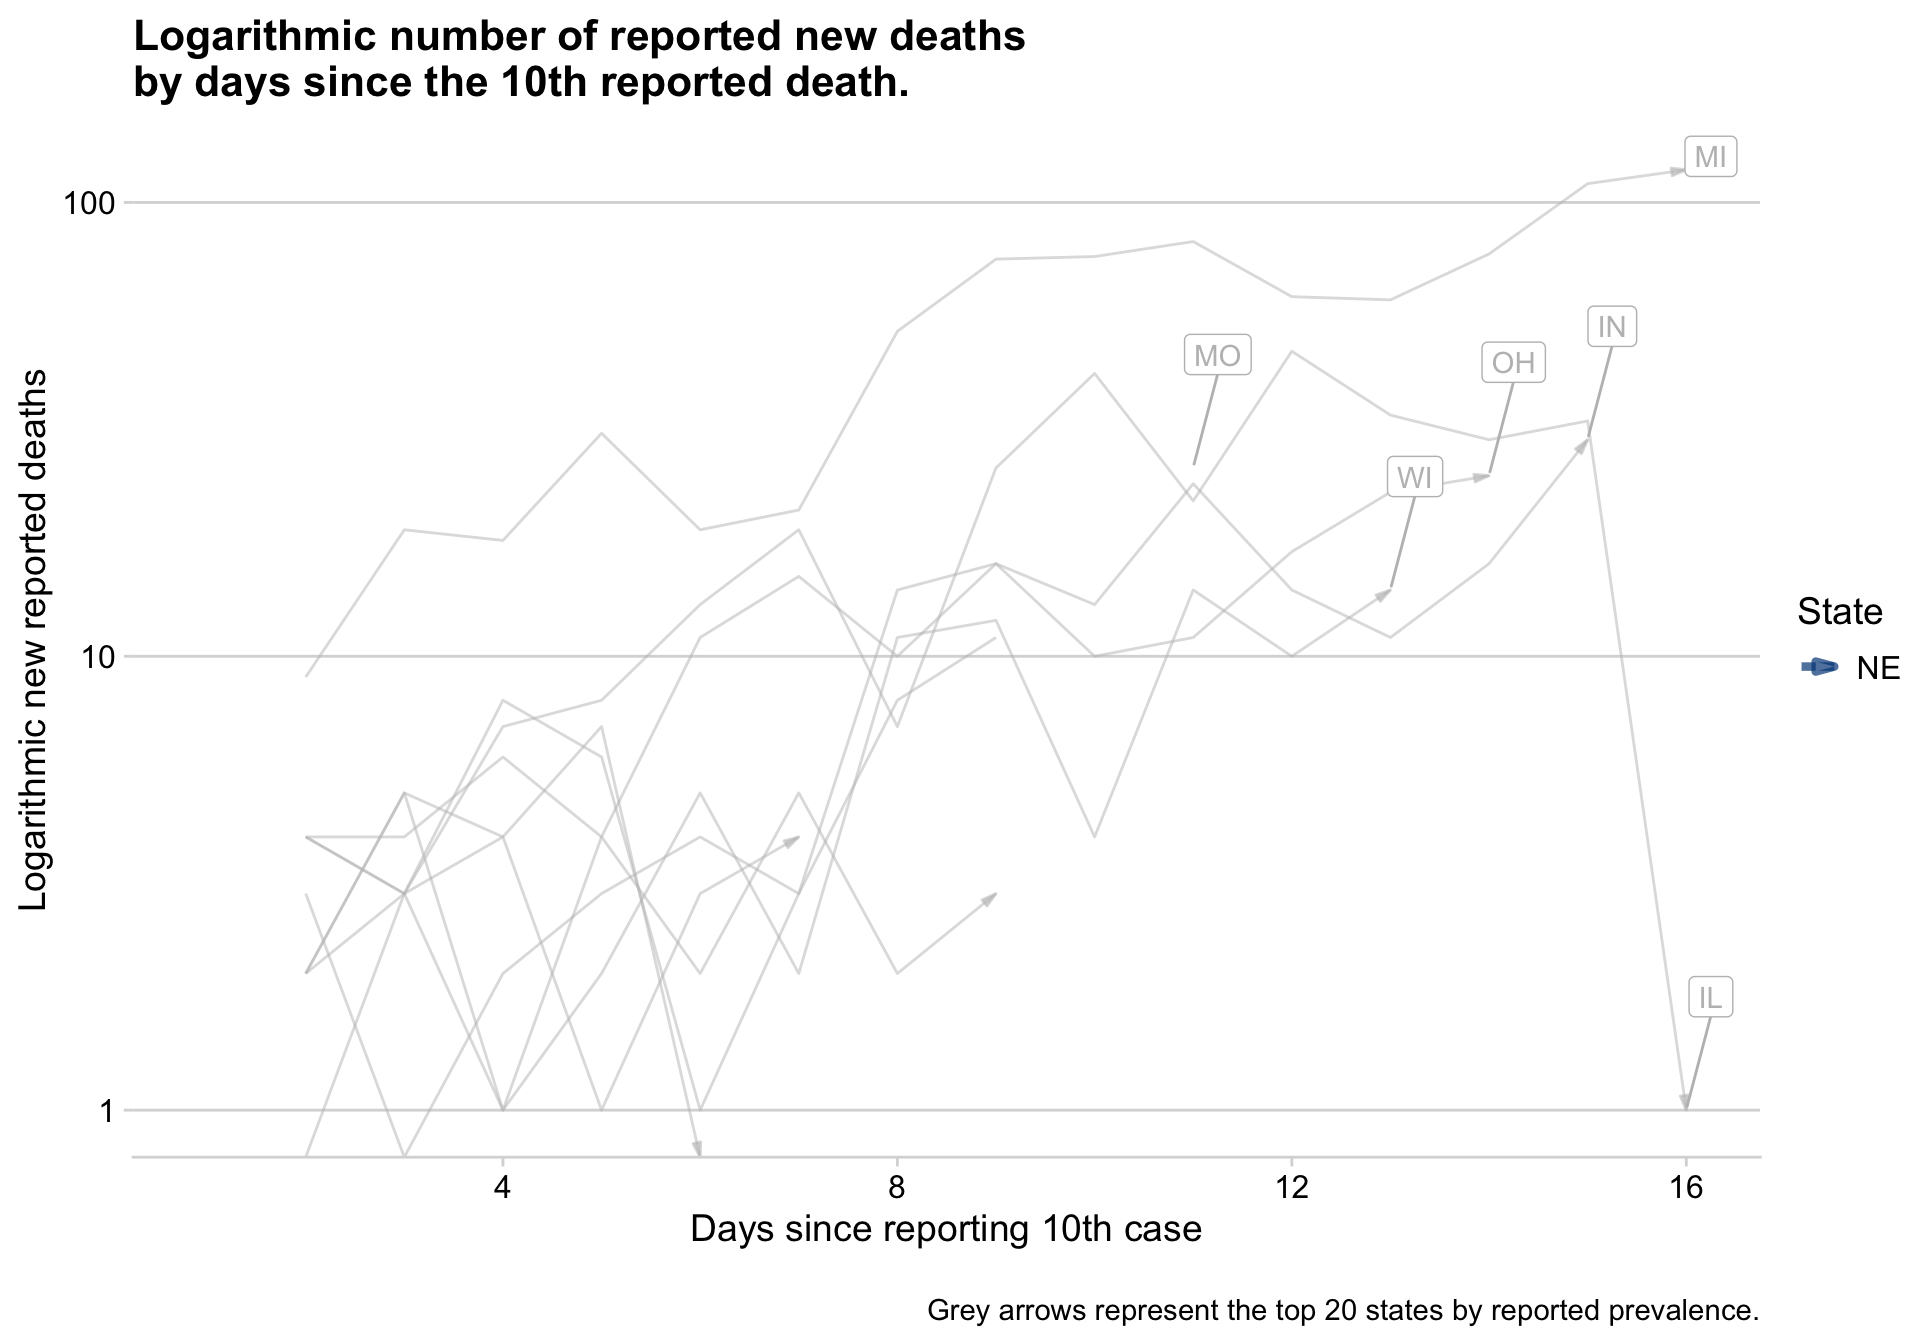 Logarithmic number of reported new deaths
by days since the 10th reported death.
MI
100
IN
MO
OH
WI
Logarithmic new reported deaths
State
NE
10
IL
1
4 8 12 16
Days since reporting 10th case
Grey arrows represent the top 20 states by reported prevalence.